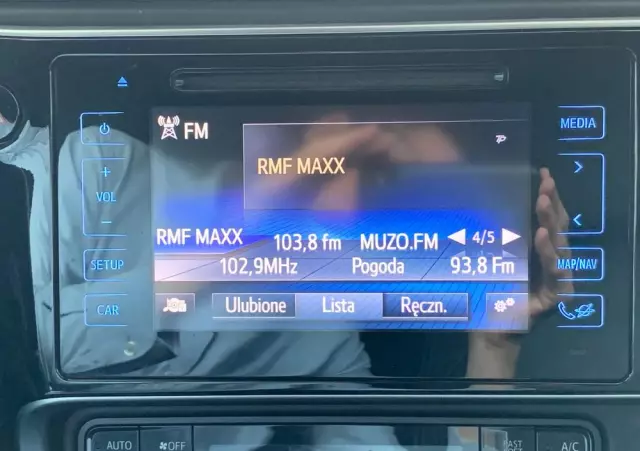 FM
MEDIA
TP
RMF MAXX
VOL
RMF MAXX 103,8 fm MUZO.FM 4/5
102,9MHz Pogoda 93,8 Fm
SETUP
MAP/NAV
CAR
Ulubione Lista Ręczn.
AUTO
OFF
A/C